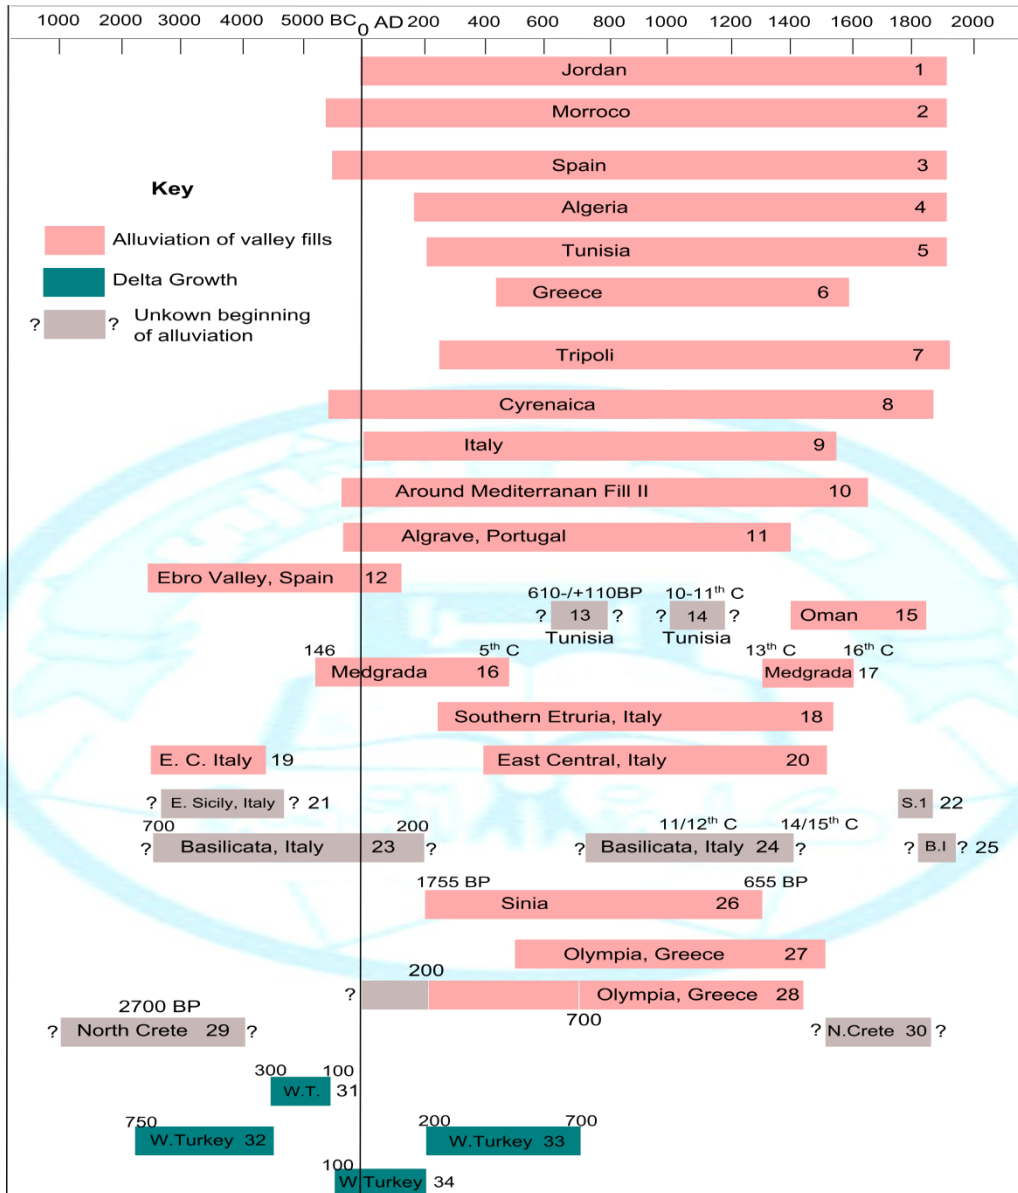 1000 2000 3000 4000 5000 BC 0 AD 200 400 600 800 1000 1200 1400 1600 1800 2000
Jordan 1
Morroco 2
Spain 3
Key
Algeria 4
Alluviation of valley fills
Tunisia 5
Delta Growth
Greece 6
? ? Unkown beginning
of alluviation
Tripoli 7
Cyrenaica 8
Italy 9
Around Mediterranan Fill II 10
Algrave, Portugal 11
Ebro Valley, Spain 12
610-/+110BP 10-11th C
? 13 ? ? 14 ? Oman 15
Tunisia Tunisia
146 5th C 13th C 16th C
Medgrada 16 Medgrada 17
Southern Etruria, Italy 18
E. C. Italy 19 East Central, Italy 20
? E. Sicily, Italy ? 21 S.1 22
700 200 11/12th C 14/15th C
? Basilicata, Italy 23 ? ? Basilicata, Italy 24 ? ? B.I ? 25
1755 BP 655 BP
Sinia 26
Olympia, Greece 27
200
? Olympia, Greece 28
2700 BP 700
? North Crete 29 ? ? N.Crete 30 ?
300 100
W.T. 31
750 200 700
W.Turkey 32 W.Turkey 33
100
W.Turkey 34